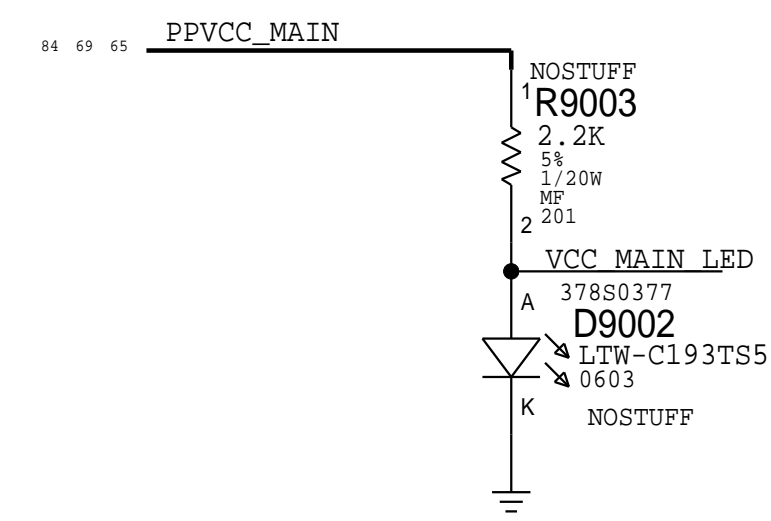 PPVCC_MAIN
84 69 65
NOSTUFF
1
R9003
2.2K
5%
1/20W
MF
201
2
VCC_MAIN_LED
A
378S0377
D9002
LTW-C193TS5
0603
K
NOSTUFF